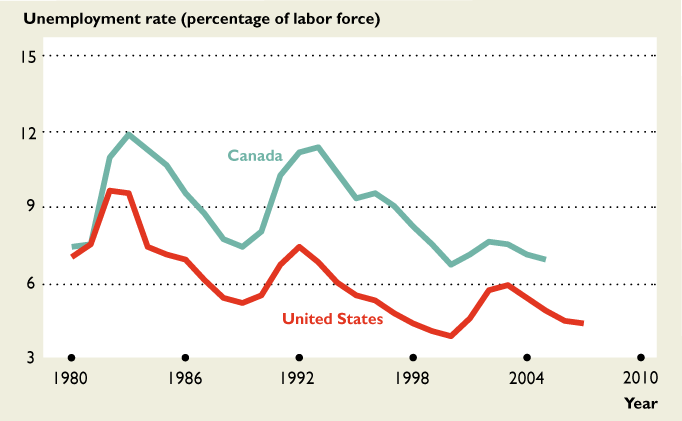 Unemployment rate (percentage of labor force)
15
12
Canada
9
6
United States
3
1980 1986 1992 1998 2004 2010
Year